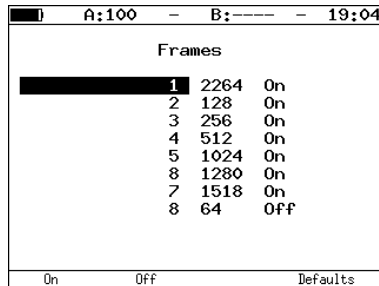 A:100 – B:---- – 19:04
Frames
1 2264 On
2 128 On
3 256 On
4 512 On
5 1024 On
8 1280 On
7 1518 On
8 64 Off
On Off Defaults